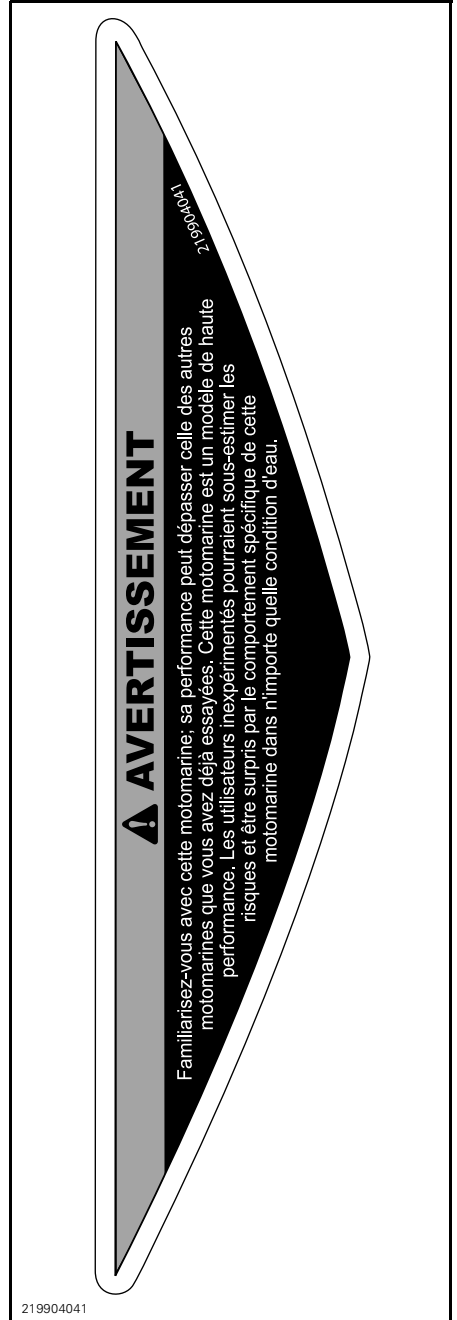 ⚠ AVERTISSEMENT
Familiarisez-vous avec cette motomarine; sa performance peut dépasser celle des autres
motomarines que vous avez déjà essayées. Cette motomarine est un modèle de haute
performance. Les utilisateurs inexpérimentés pourraient sous-estimer les
risques et être surpris par le comportement spécifique de cette
motomarine dans n'importe quelle condition d'eau.
219904041
219904041